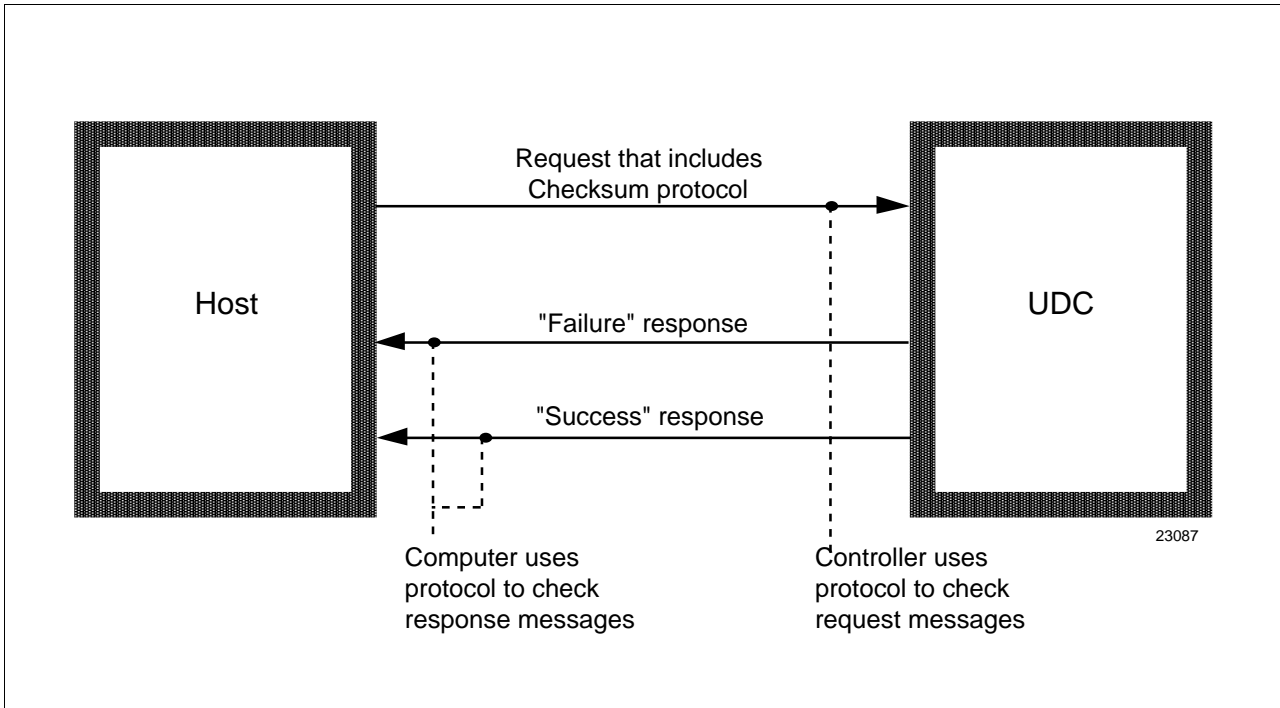 Request that includes
Checksum protocol
Host
UDC
"Failure" response
"Success" response
23087
Computer uses
protocol to check
response messages
Controller uses
protocol to check
request messages